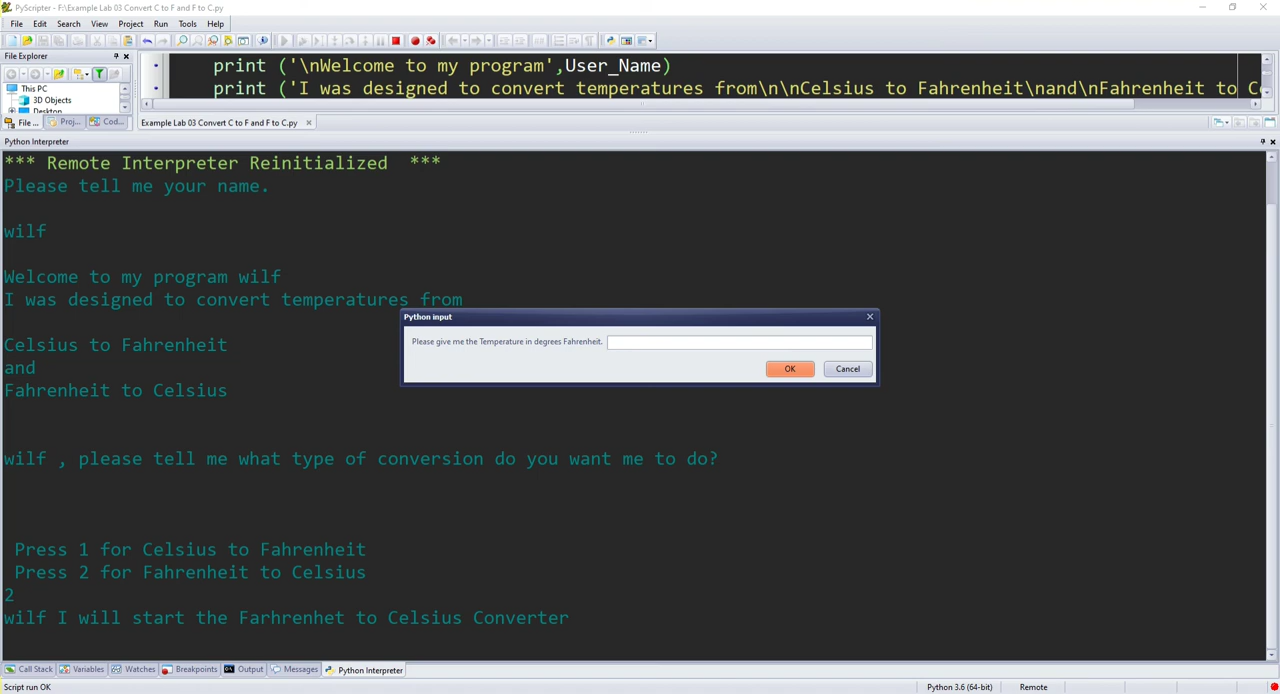 PyScripter - F:\Example Lab 03 Convert C to F and F to C.py
File Edit Search View Project Run Tools Help
File Explorer
This PC
3D Objects
Desktop
File ... Proj... Cod...
print ('\nWelcome to my program',User_Name)
print ('I was designed to convert temperatures from\n\nCelsius to Fahrenheit\nand\nFahrenheit to C
Example Lab 03 Convert C to F and F to C.py
Python Interpreter
*** Remote Interpreter Reinitialized ***
Please tell me your name.
wilf
Welcome to my program wilf
I was designed to convert temperatures from
Celsius to Fahrenheit
and
Fahrenheit to Celsius
Python input
Please give me the Temperature in degrees Fahrenheit.
OK Cancel
wilf , please tell me what type of conversion do you want me to do?
Press 1 for Celsius to Fahrenheit
Press 2 for Fahrenheit to Celsius
2
wilf I will start the Farhrenhet to Celsius Converter
Call Stack Variables Watches Breakpoints Output Messages Python Interpreter
Script run OK
Python 3.6 (64-bit) Remote